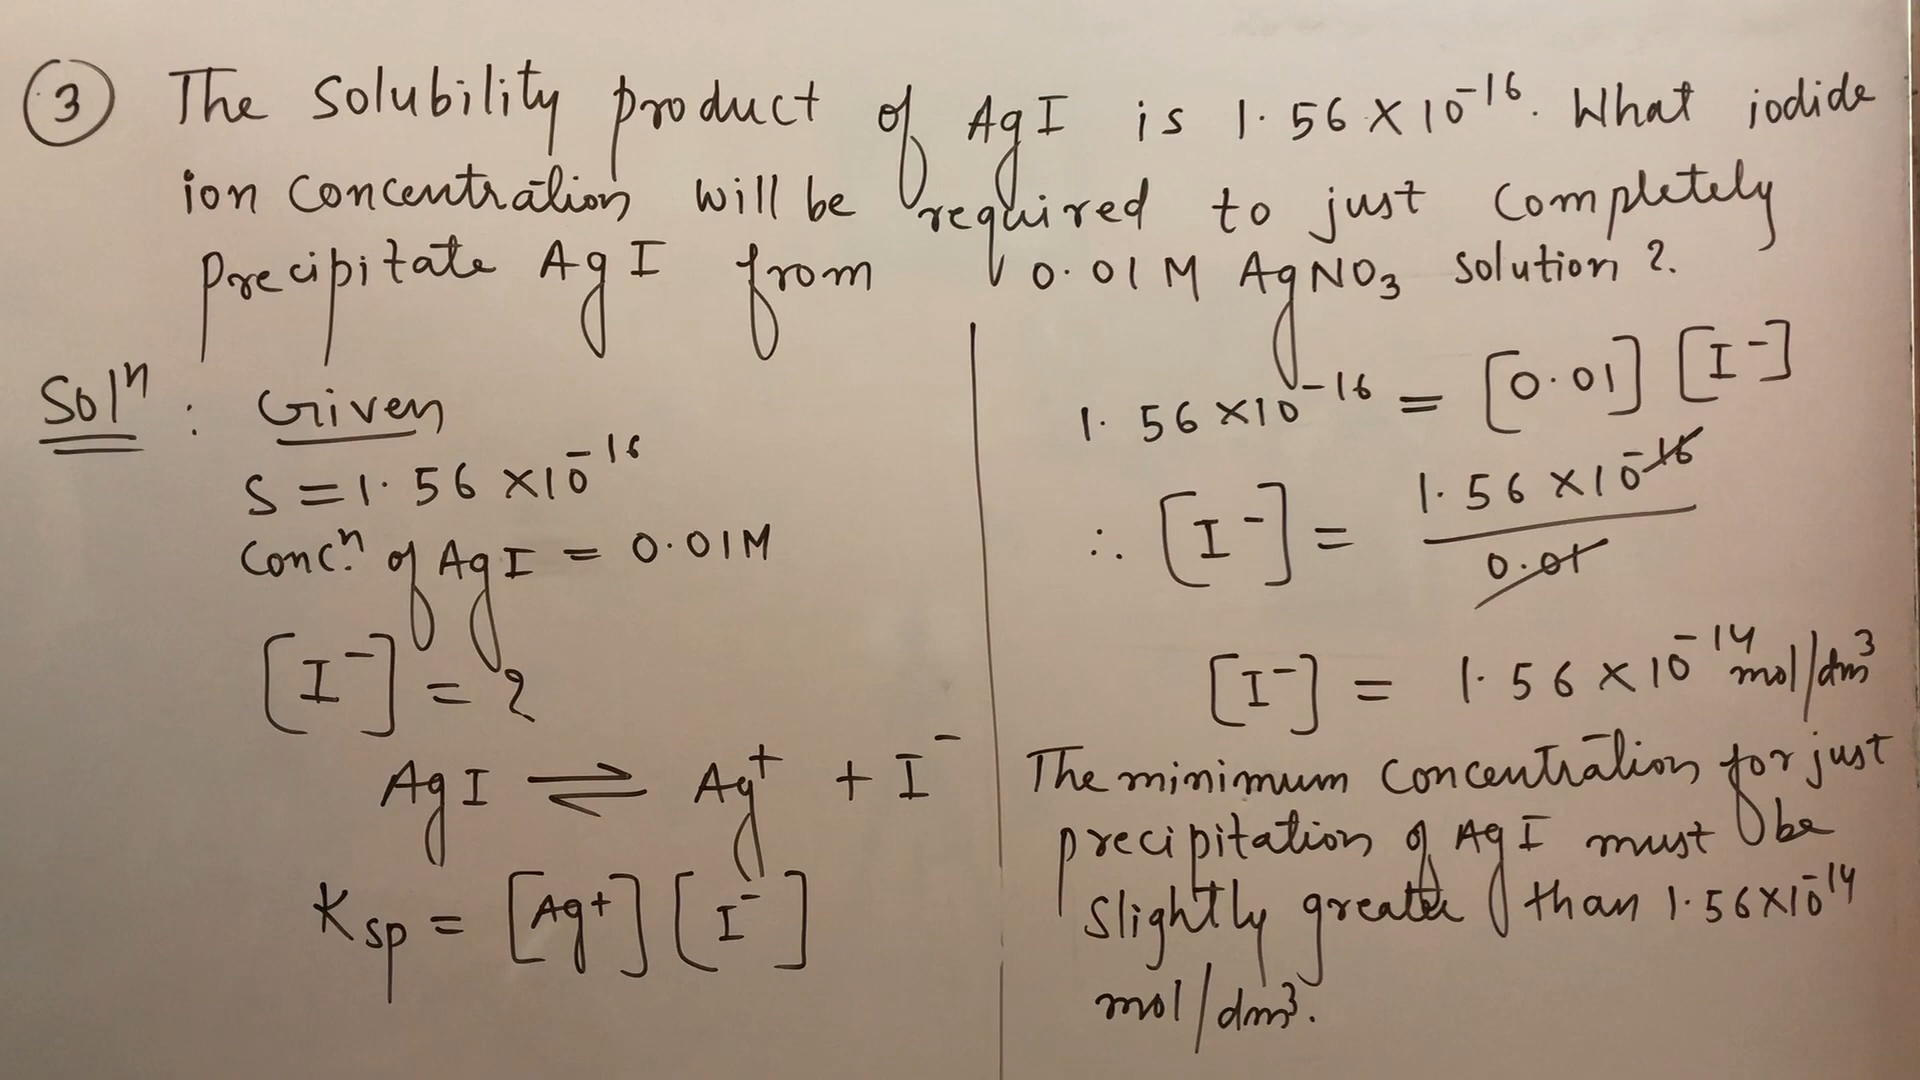 3 The Solubility product of AgI is 1.56 × 10⁻¹⁶. What iodide
ion concentration will be required to just completely
precipitate AgI from 0.01M AgNO₃ solution ?.
Solⁿ : Given
S = 1.56 × 10⁻¹⁶
Concⁿ. of AgI = 0.01M
[I⁻] = ?
AgI ⇌ Ag⁺ + I⁻
Ksp = [Ag⁺] [I⁻]
1.56 × 10⁻¹⁶ = [0.01] [I⁻]
∴ [I⁻] = 1.56 × 10⁻¹⁶
0.01
[I⁻] = 1.56 × 10⁻¹⁴ mol/dm³
The minimum concentration for just
precipitation of AgI must be
slightly greater than 1.56×10⁻¹⁴
mol/dm³.